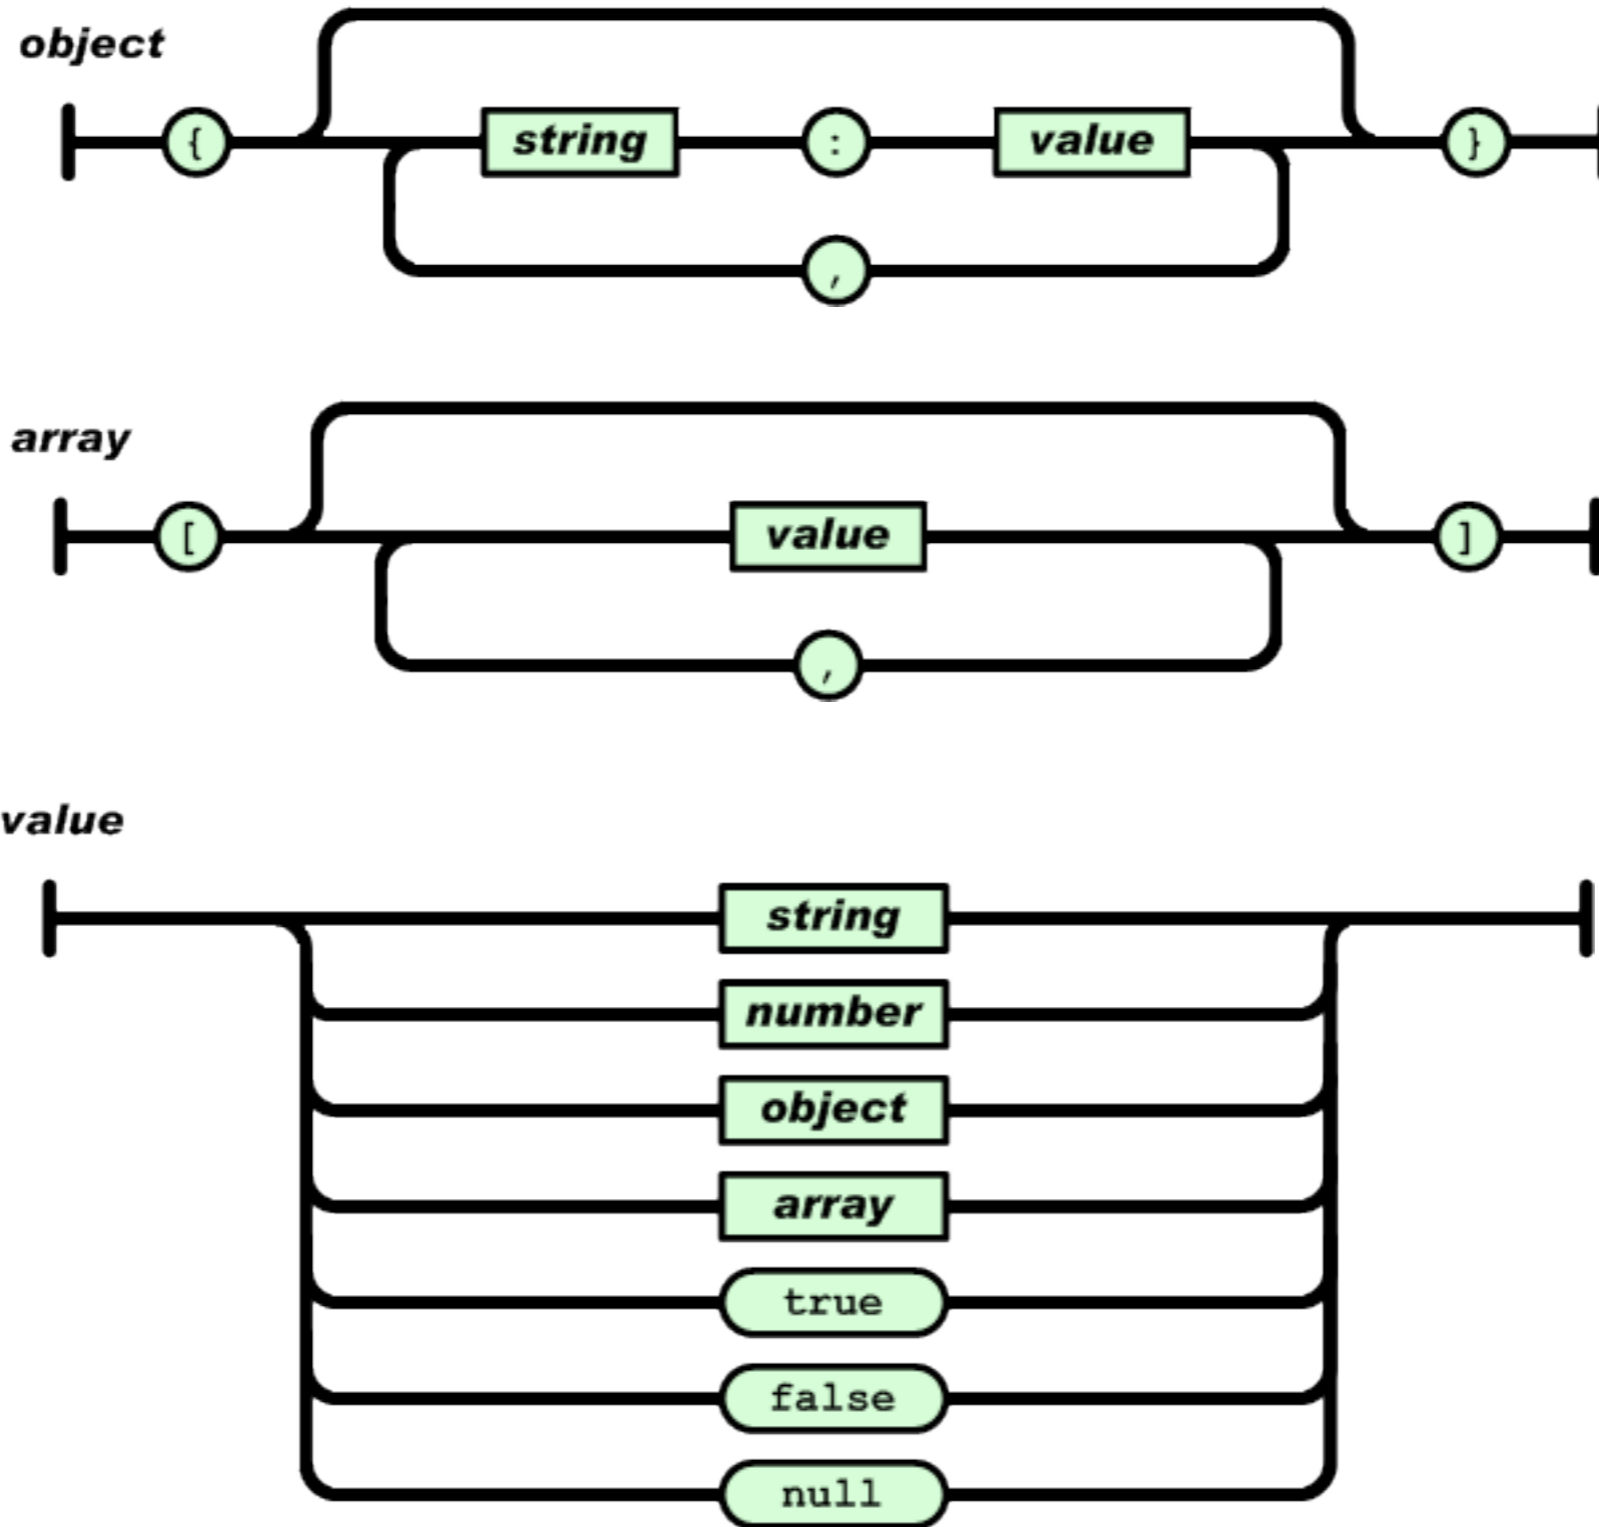 object
{ string : value }
,
array
[ value ]
,
value
string
number
object
array
true
false
null